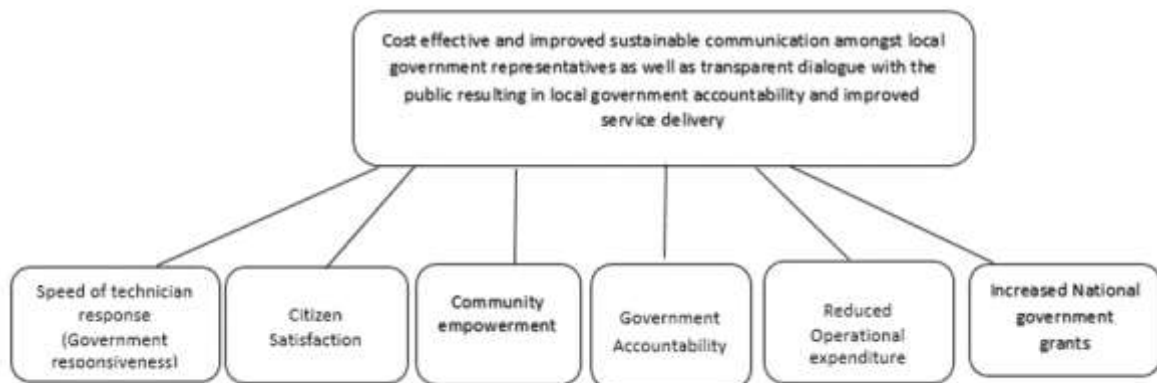 Cost effective and improved sustainable communication amongst local
government representatives as well as transparent dialogue with the
public resulting in local government accountability and improved
service delivery
Speed of technician
response
(Government
responsiveness)
Citizen
Satisfaction
Community
empowerment
Government
Accountability
Reduced
Operational
expenditure
Increased National
government
grants